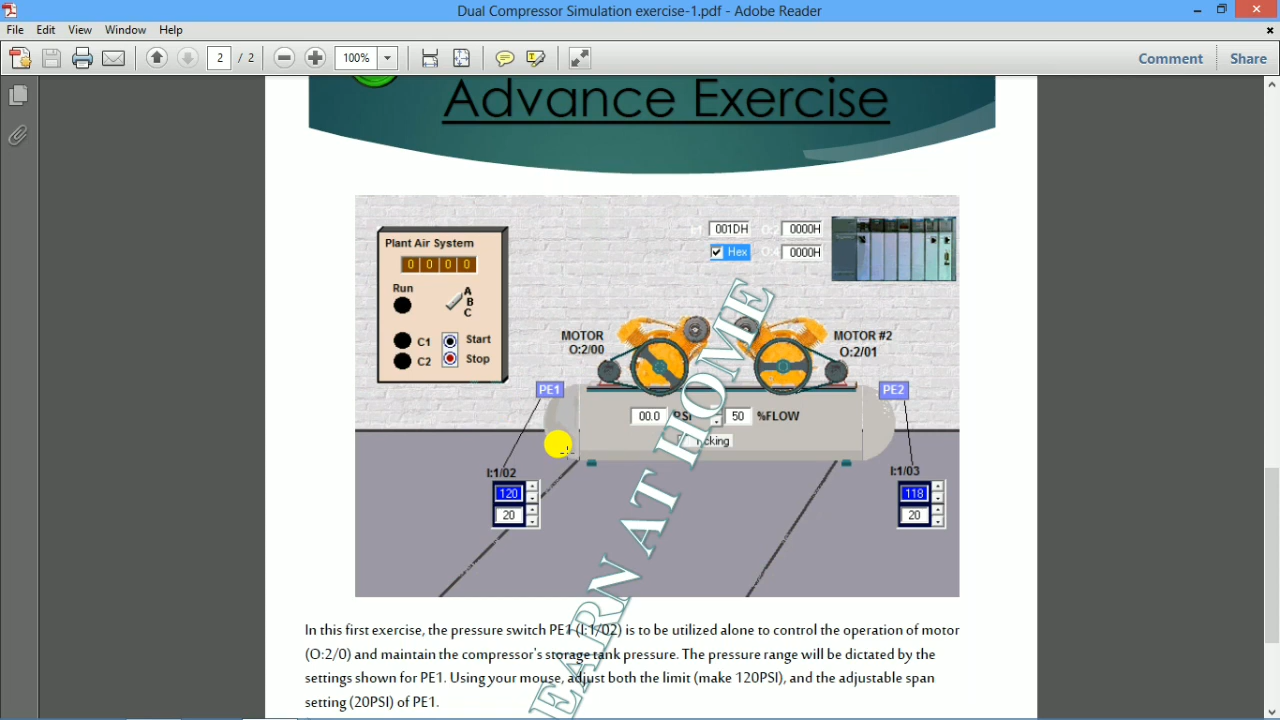 Dual Compressor Simulation exercise-1.pdf - Adobe Reader
File Edit View Window Help
2 / 2 100% Comment Share
Advance Exercise
Plant Air System
0 0 0 0
Run
A
B
C
C1 Start
C2 Stop
001DH 0000H
Hex 0000H
MOTOR
O:2/00
MOTOR #2
O:2/01
PE1 PE2
00.0 PSI 50 %FLOW
I:1/02
120
20
I:1/03
118
20
EARN AT HOME
In this first exercise, the pressure switch PE1 (I:1/02) is to be utilized alone to control the operation of motor
(O:2/0) and maintain the compressor's storage tank pressure. The pressure range will be dictated by the
settings shown for PE1. Using your mouse, adjust both the limit (make 120PSI), and the adjustable span
setting (20PSI) of PE1.